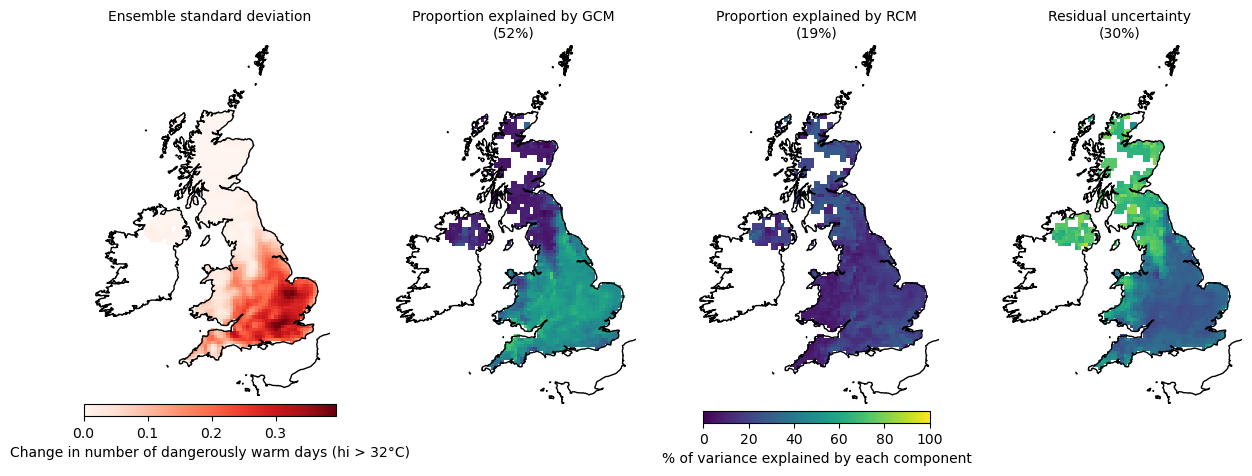 Ensemble standard deviation
Proportion explained by GCM
(52%)
Proportion explained by RCM
(19%)
Residual uncertainty
(30%)
0.0 0.1 0.2 0.3
Change in number of dangerously warm days (hi > 32°C)
0 20 40 60 80 100
% of variance explained by each component